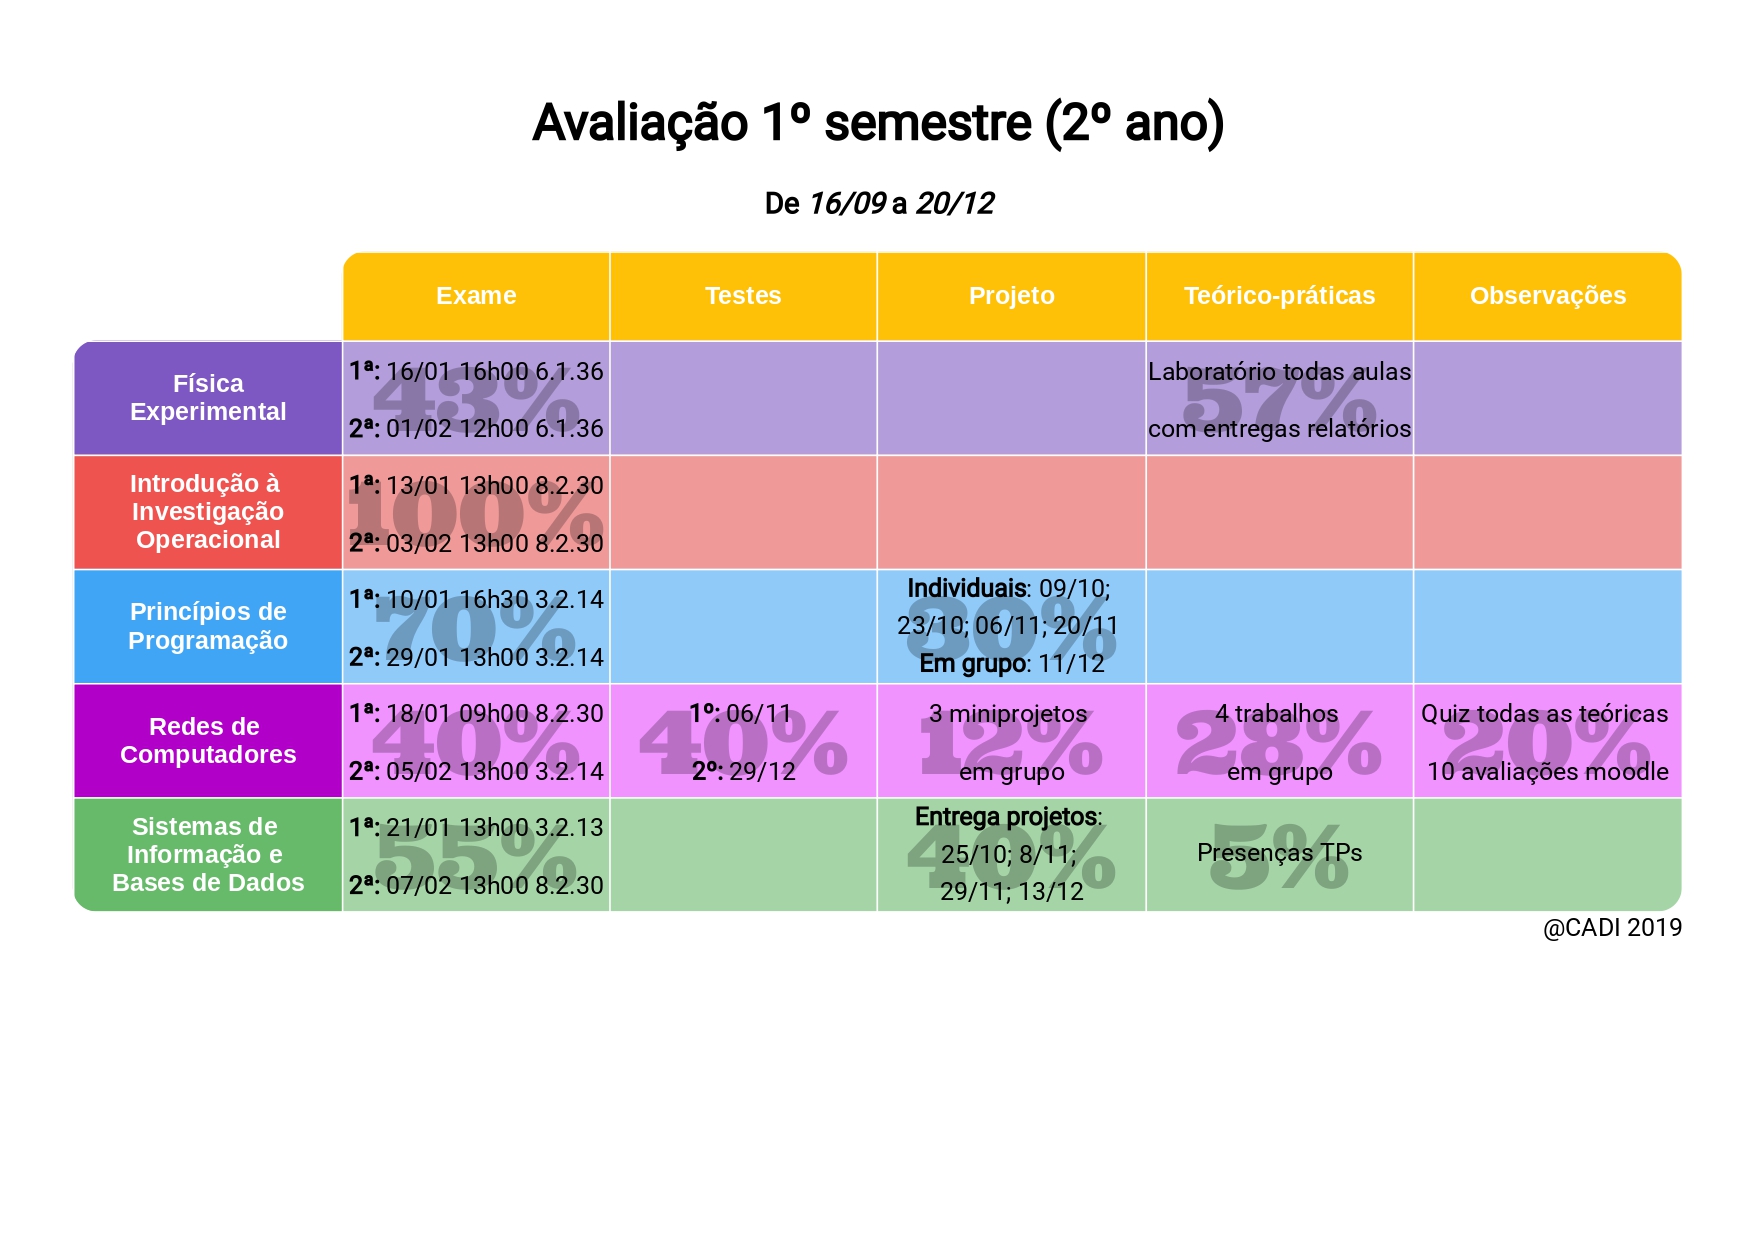 Avaliação 1º semestre (2º ano)
De 16/09 a 20/12
Exame
Testes
Projeto
Teórico-práticas
Observações
Física
Experimental
1ª: 16/01 16h00 6.1.36
2ª: 01/02 12h00 6.1.36
43%
Laboratório todas aulas
com entregas relatórios
57%
Introdução à
Investigação
Operacional
1ª: 13/01 13h00 8.2.30
2ª: 03/02 13h00 8.2.30
100%
Princípios de
Programação
1ª: 10/01 16h30 3.2.14
2ª: 29/01 13h00 3.2.14
70%
Individuais: 09/10;
23/10; 06/11; 20/11
Em grupo: 11/12
30%
Redes de
Computadores
1ª: 18/01 09h00 8.2.30
2ª: 05/02 13h00 3.2.14
40%
1º: 06/11
2º: 29/12
40%
3 miniprojetos
em grupo
12%
4 trabalhos
em grupo
28%
Quiz todas as teóricas
10 avaliações moodle
20%
Sistemas de
Informação e
Bases de Dados
1ª: 21/01 13h00 3.2.13
2ª: 07/02 13h00 8.2.30
55%
Entrega projetos:
25/10; 8/11;
29/11; 13/12
40%
Presenças TPs
5%
@CADI 2019